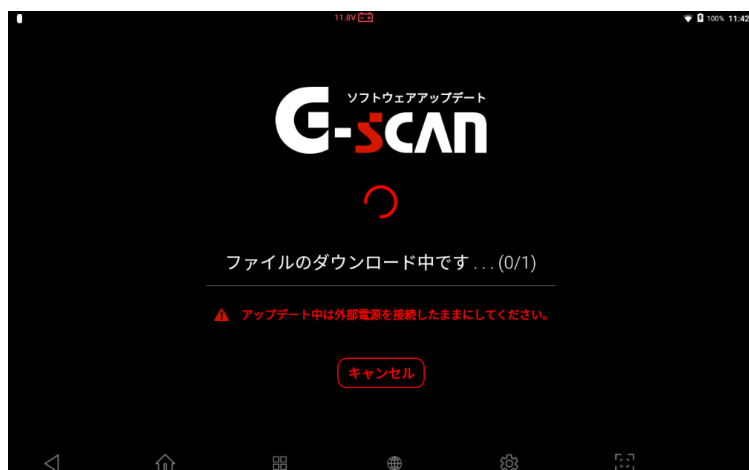 11.8V
100% 11:42
ソフトウェアアップデート
G-SCAN
ファイルのダウンロード中です . . . (0/1)
アップデート中は外部電源を接続したままにしてください。
キャンセル